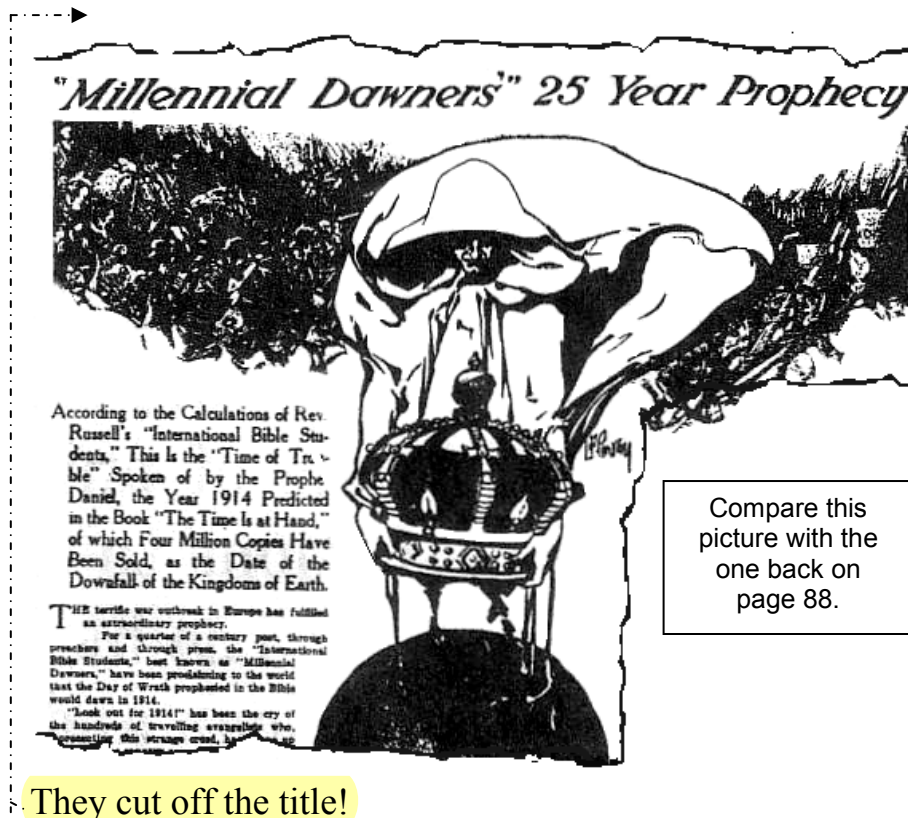 "'Millennial Dawners'" 25 Year Prophecy
According to the Calculations of Rev.
Russell's "International Bible Stu-
dents," This Is the "Time of
ble" Spoken of by the Prophe
Daniel, the Year 1914 Predicted
in the Book "The Time Is at Hand,"
of which Four Million Copies Have
Been Sold, as the Date of the
Downfall of the Kingdoms of Earth.
THE terrific war outbreak in Europe has fulfilled
an extraordinary prophecy.
For a quarter of a century past, through
preachers and through press, the "International
Bible Students," best known as "Millennial
Dawners," have been proclaiming to the world
that the Day of Wrath prophesied in the Bible
would dawn in 1914.
"Look out for 1914!" has been the cry of
the hundreds of travelling evangelists who,
representing this strange creed, have
Compare this
picture with the
one back on
page 88.
They cut off the title!